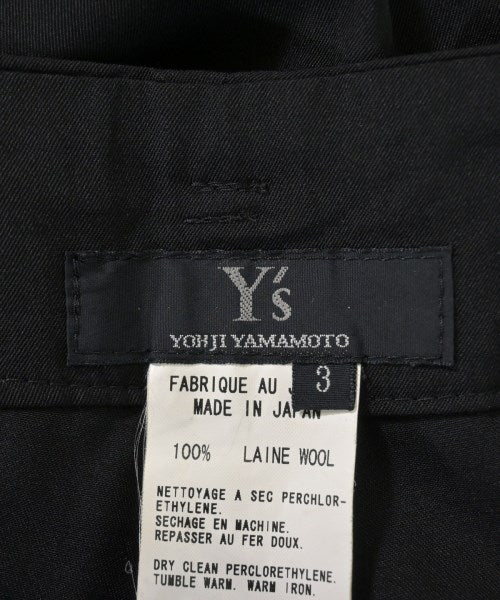 Y's
YOHJI YAMAMOTO
3
FABRIQUE AU
MADE IN JAPAN
100% LAINE WOOL
NETTOYAGE A SEC PERCHLOR-
ETHYLENE.
SECHAGE EN MACHINE.
REPASSER AU FER DOUX.
DRY CLEAN PERCLORETHYLENE.
TUMBLE WARM. WARM IRON.